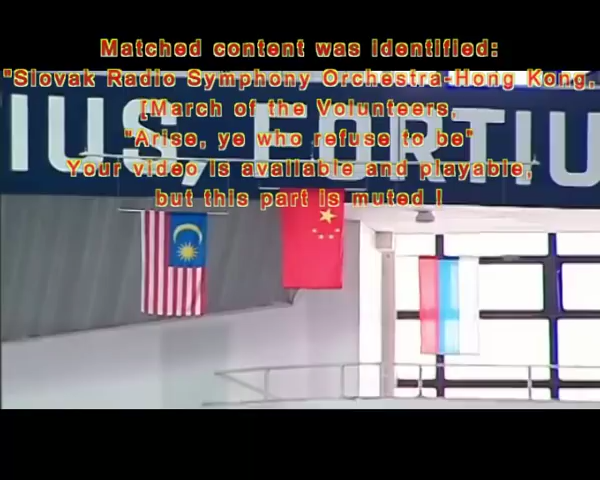 Matched content was identified:
"Slovak Radio Symphony Orchestra-Hong Kong,
[March of the Volunteers,
"Arise, ye who refuse to be"
Your video is available and playable,
but this part is muted !
IUS, FORTIU